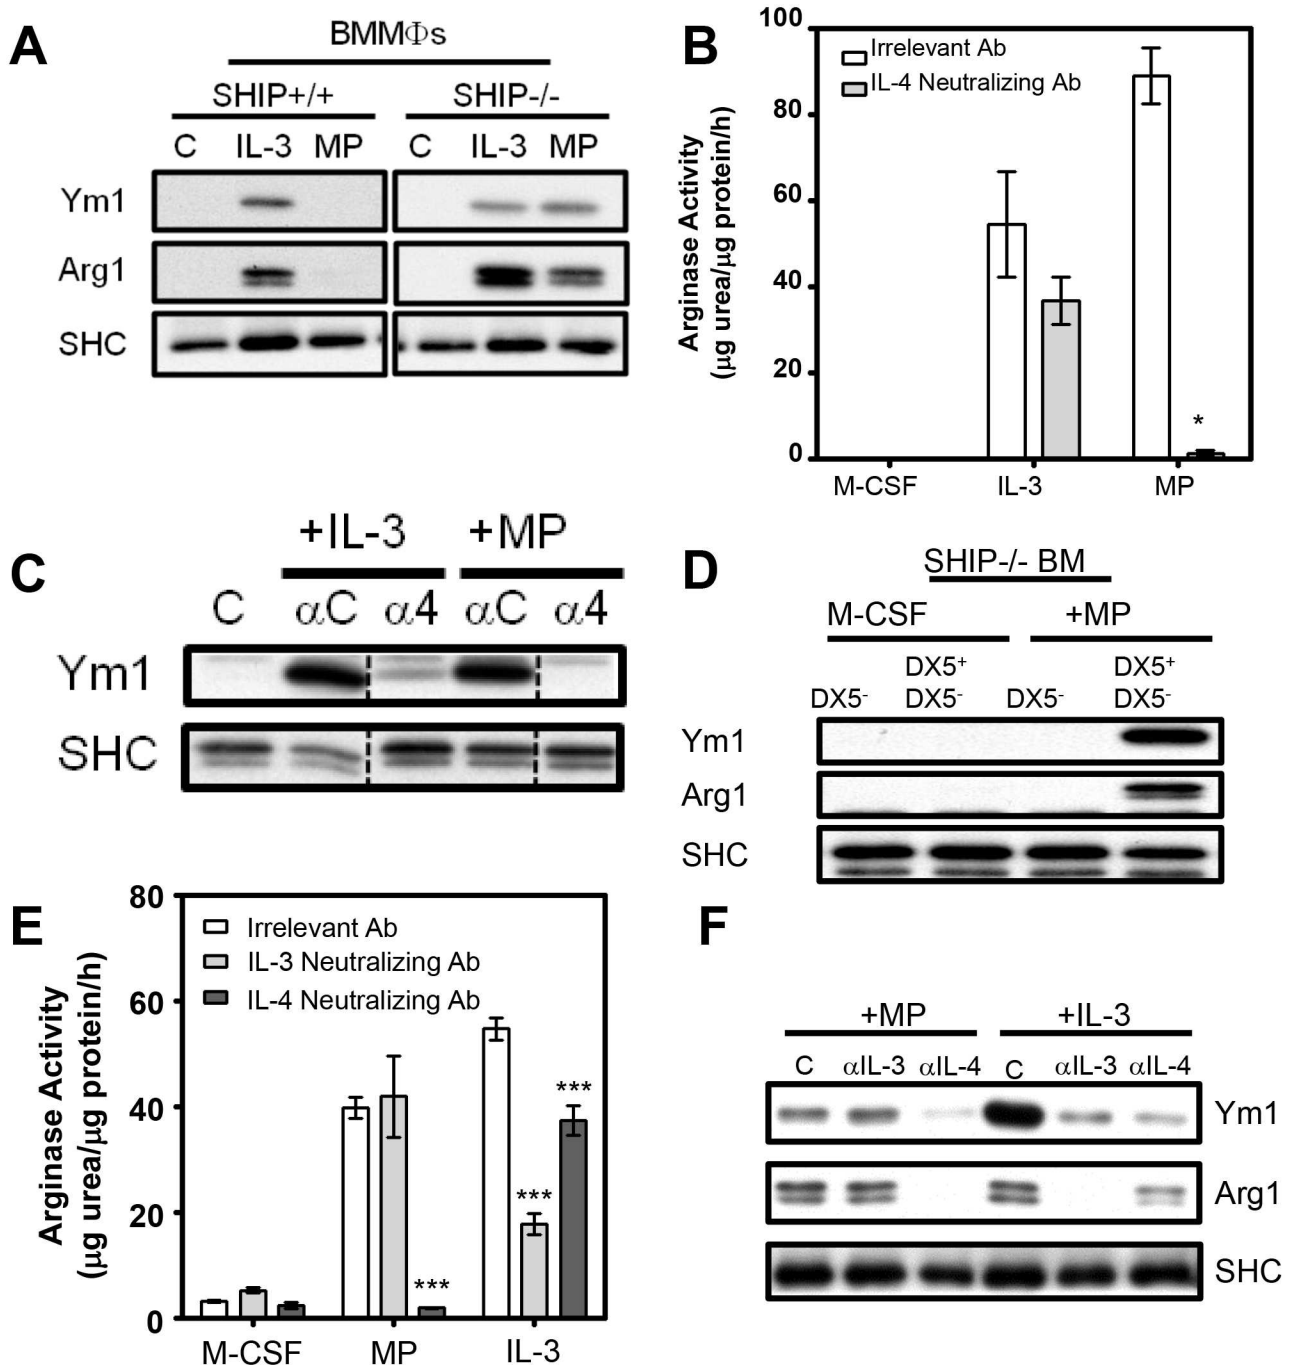 A
BMMΦs
SHIP+/+ SHIP-/-
C IL-3 MP C IL-3 MP
Ym1
Arg1
SHC
B
100
80
60
40
20
0
Arginase Activity
(µg urea/µg protein/h)
Irrelevant Ab
IL-4 Neutralizing Ab
*
M-CSF IL-3 MP
C
+IL-3 +MP
C αC α4 αC α4
Ym1
SHC
D
SHIP-/- BM
M-CSF +MP
DX5⁺ DX5⁺
DX5⁻ DX5⁻ DX5⁻ DX5⁻
Ym1
Arg1
SHC
E
80
60
40
20
0
Arginase Activity
(µg urea/µg protein/h)
Irrelevant Ab
IL-3 Neutralizing Ab
IL-4 Neutralizing Ab
***
***
***
M-CSF MP IL-3
F
+MP +IL-3
C αIL-3 αIL-4 C αIL-3 αIL-4
Ym1
Arg1
SHC